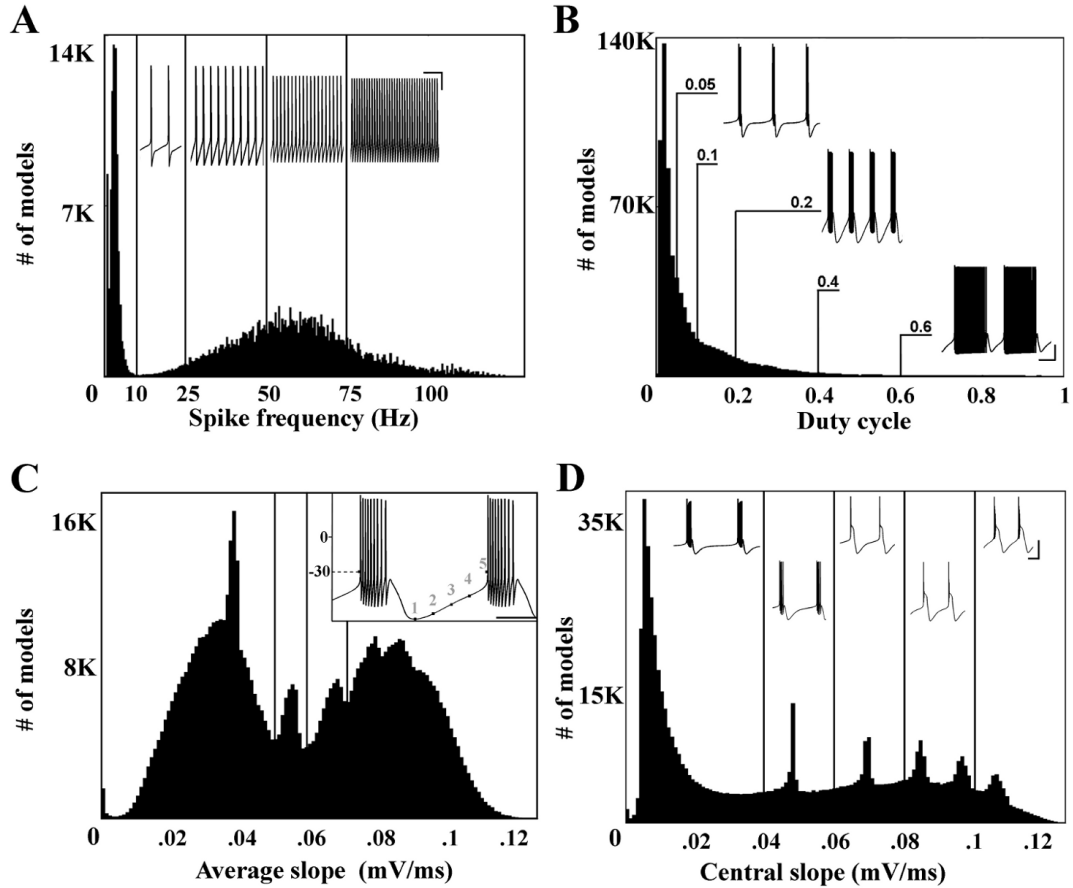 A
14K
7K
# of models
0 10 25 50 75 100
Spike frequency (Hz)
B
140K
70K
# of models
0.05
0.1
0.2
0.4
0.6
0 0.2 0.4 0.6 0.8 1
Duty cycle
C
16K
8K
# of models
0
-30
1 2 3 4 5
0 .02 .04 .06 .08 .1 .12
Average slope (mV/ms)
D
35K
15K
# of models
0 .02 .04 .06 .08 .1 .12
Central slope (mV/ms)